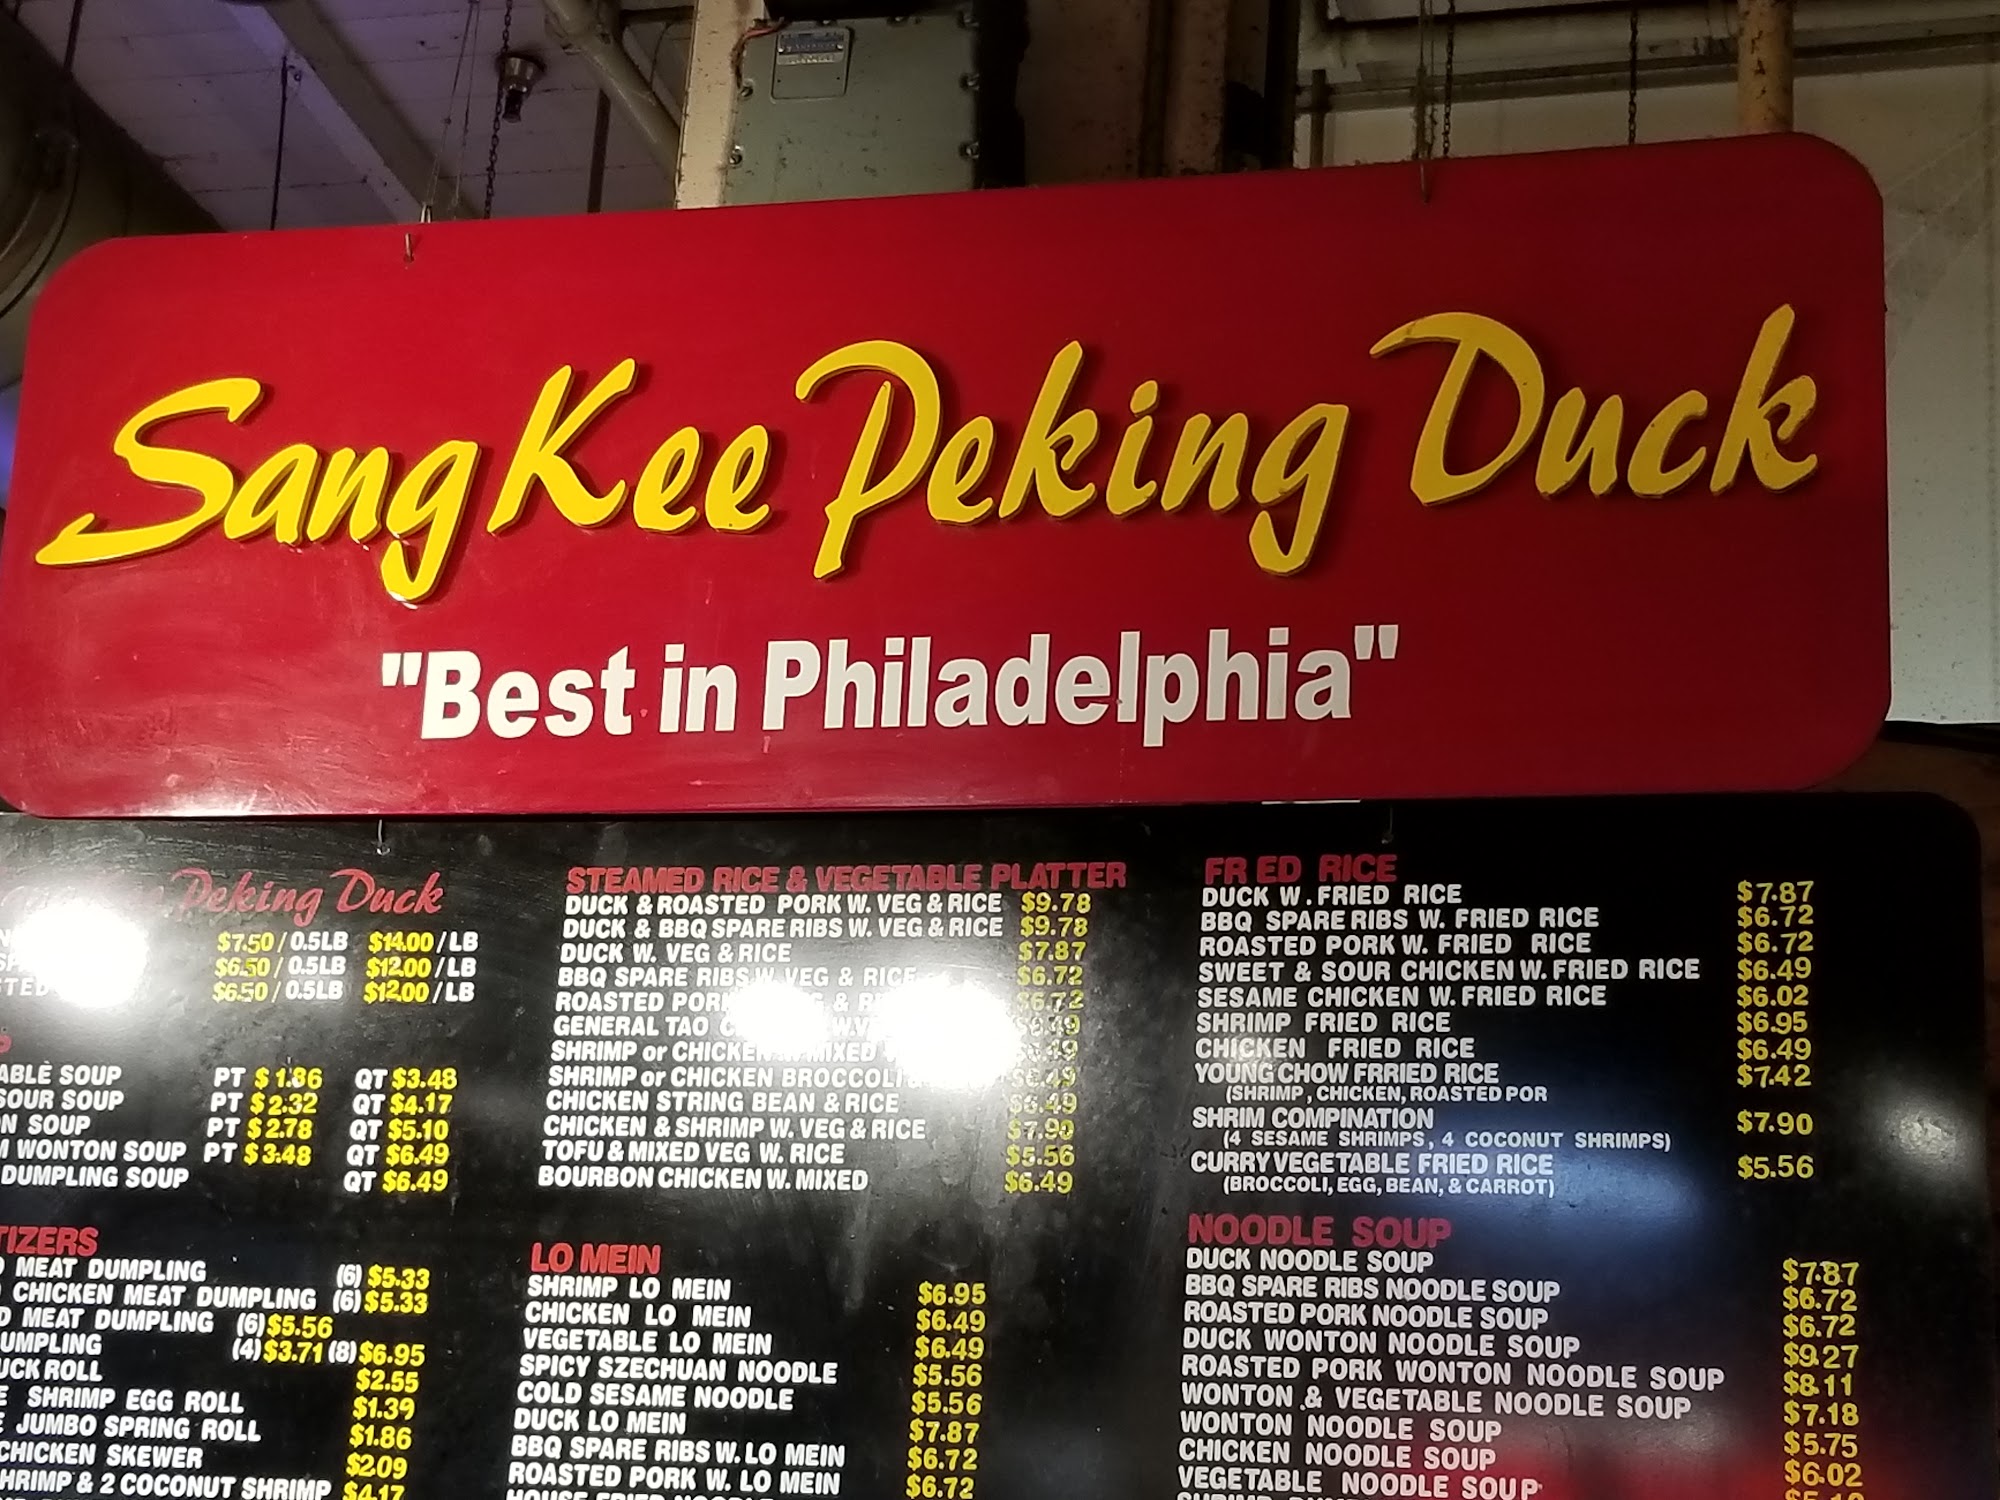 Sang Kee Peking Duck
"Best in Philadelphia"
Peking Duck
$7.50 / 0.5LB $14.00 / LB
$6.50 / 0.5LB $12.00 / LB
$6.50 / 0.5LB $12.00 / LB
SOUP PT $1.86 QT $3.48
SOUR SOUP PT $2.32 QT $4.17
SOUP PT $2.78 QT $5.10
WONTON SOUP PT $3.48 QT $6.49
DUMPLING SOUP QT $6.49
MEAT DUMPLING (6) $5.33
CHICKEN MEAT DUMPLING (6) $5.33
MEAT DUMPLING (6) $5.56
(4) $3.71 (8) $6.95
ROLL $2.55
SHRIMP EGG ROLL $1.39
JUMBO SPRING ROLL $1.86
CHICKEN SKEWER $2.09
& 2 COCONUT SHRIMP $4.17
STEAMED RICE & VEGETABLE PLATTER
DUCK & ROASTED PORK W. VEG & RICE $9.78
DUCK & BBQ SPARE RIBS W. VEG & RICE $9.78
DUCK W. VEG & RICE $7.87
BBQ SPARE RIBS W. VEG & RICE $6.72
ROASTED PORK & $6.72
GENERAL TAO
SHRIMP or CHICKEN W. MIXED
SHRIMP or CHICKEN BROCCOLI $6.49
CHICKEN STRING BEAN & RICE $6.49
CHICKEN & SHRIMP W. VEG & RICE $7.90
TOFU & MIXED VEG W. RICE $5.56
BOURBON CHICKEN W. MIXED $6.49
LO MEIN
SHRIMP LO MEIN $6.95
CHICKEN LO MEIN $6.49
VEGETABLE LO MEIN $6.49
SPICY SZECHUAN NOODLE $5.56
COLD SESAME NOODLE $5.56
DUCK LO MEIN $7.87
BBQ SPARE RIBS W. LO MEIN $6.72
ROASTED PORK W. LO MEIN $6.72
FR ED RICE
DUCK W. FRIED RICE $7.87
BBQ SPARE RIBS W. FRIED RICE $6.72
ROASTED PORK W. FRIED RICE $6.72
SWEET & SOUR CHICKEN W. FRIED RICE $6.49
SESAME CHICKEN W. FRIED RICE $6.02
SHRIMP FRIED RICE $6.95
CHICKEN FRIED RICE $6.49
YOUNG CHOW FRRIED RICE $7.42
(SHRIMP, CHICKEN, ROASTED POR
SHRIM COMPINATION $7.90
(4 SESAME SHRIMPS, 4 COCONUT SHRIMPS)
CURRY VEGETABLE FRIED RICE $5.56
(BROCCOLI, EGG, BEAN, & CARROT)
NOODLE SOUP
DUCK NOODLE SOUP $7.87
BBQ SPARE RIBS NOODLE SOUP $6.72
ROASTED PORK NOODLE SOUP $6.72
DUCK WONTON NOODLE SOUP $9.27
ROASTED PORK WONTON NOODLE SOUP $8.11
WONTON & VEGETABLE NOODLE SOUP $7.18
WONTON NOODLE SOUP $5.75
CHICKEN NOODLE SOUP $6.02
VEGETABLE NOODLE SOUP